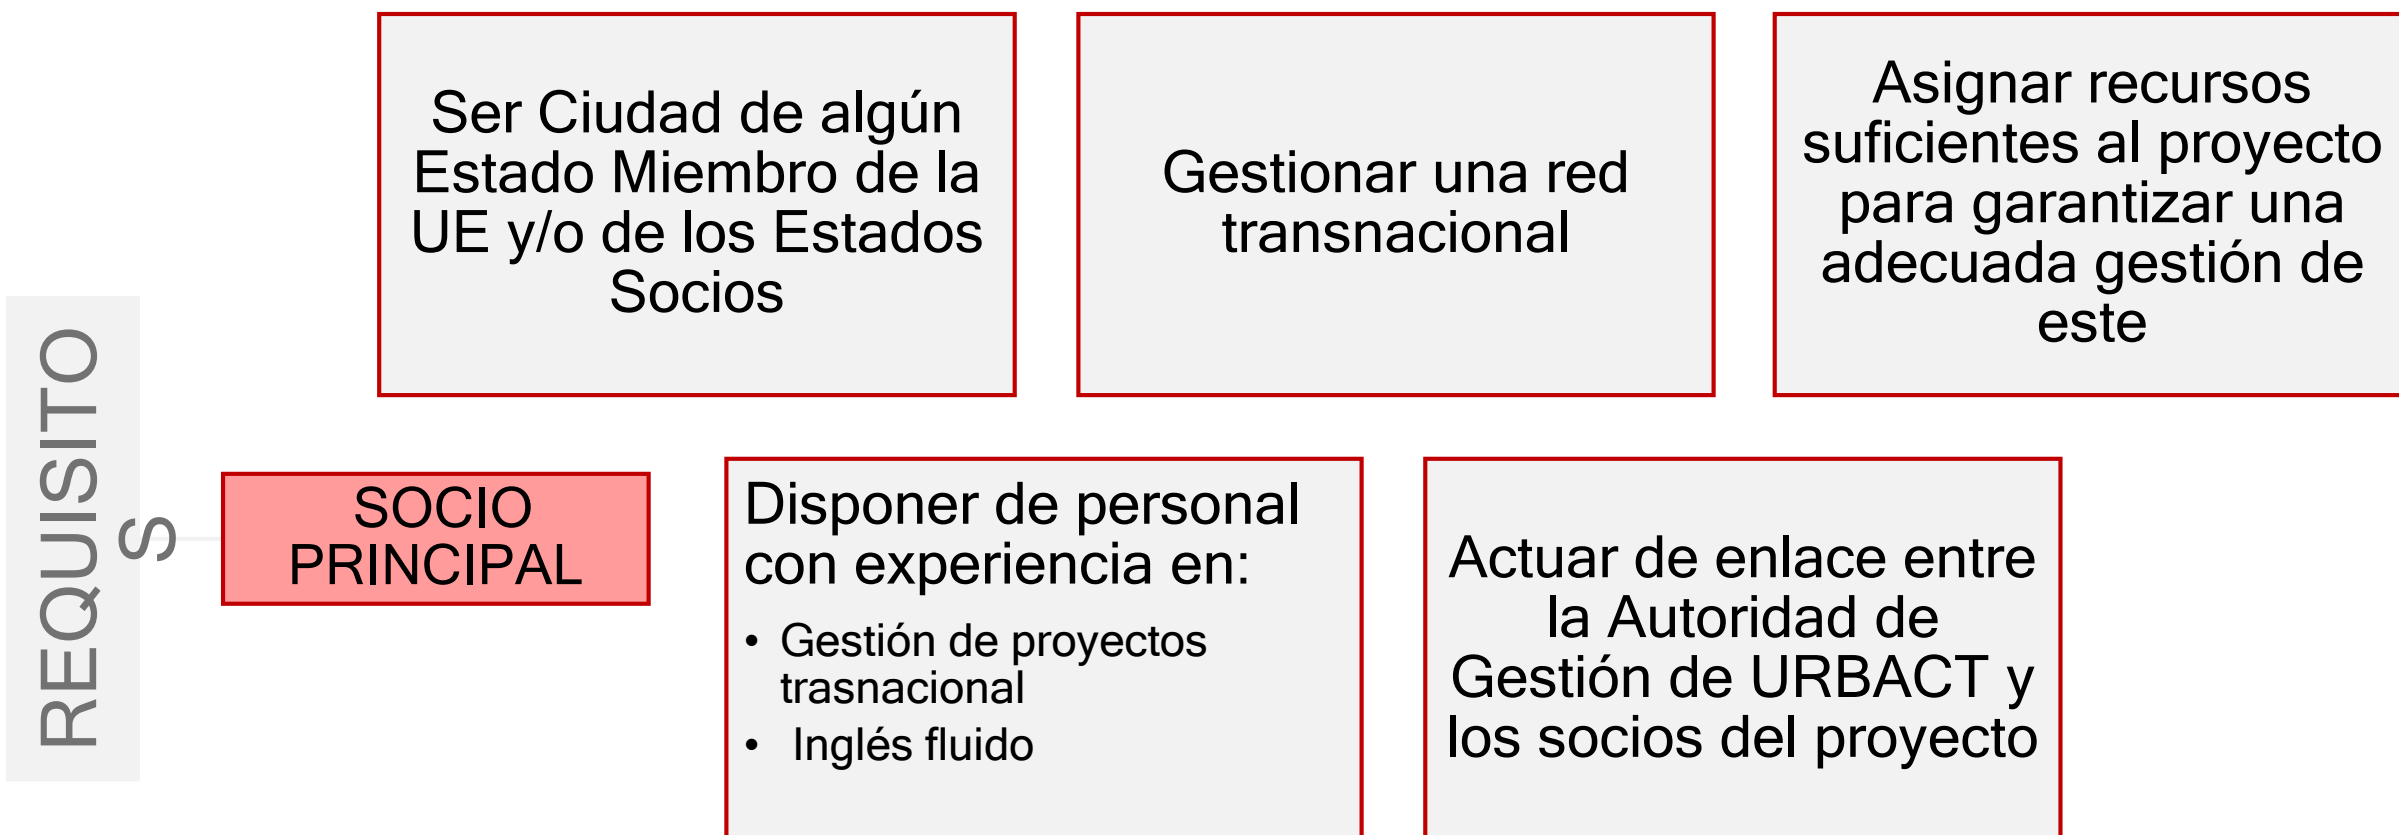 Ser Ciudad de algún
Estado Miembro de la
UE y/o de los Estados
Socios
Gestionar una red
transnacional
Asignar recursos
suficientes al proyecto
para garantizar una
adecuada gestión de
este
REQUISITO
S
SOCIO
PRINCIPAL
Disponer de personal
con experiencia en:
• Gestión de proyectos
trasnacional
• Inglés fluido
Actuar de enlace entre
la Autoridad de
Gestión de URBACT y
los socios del proyecto